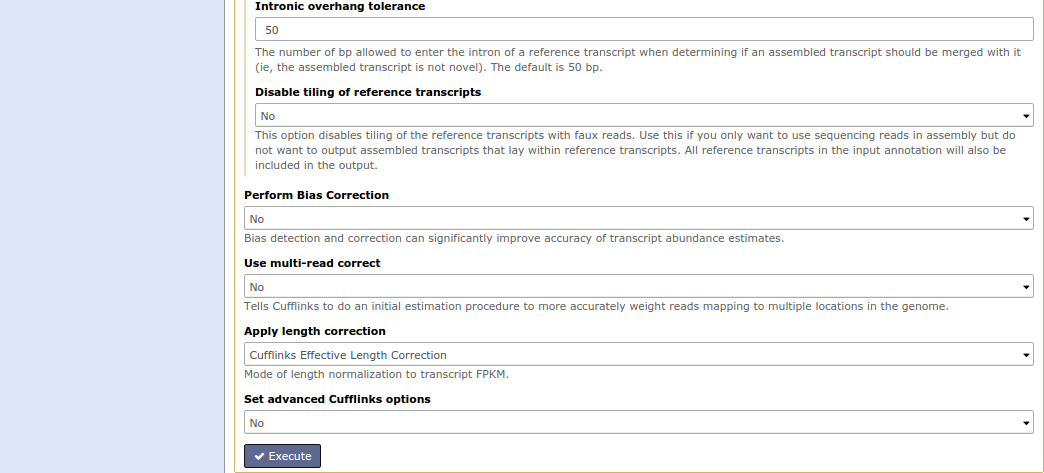 Intronic overhang tolerance
50
The number of bp allowed to enter the intron of a reference transcript when determining if an assembled transcript should be merged with it
(ie, the assembled transcript is not novel). The default is 50 bp.
Disable tiling of reference transcripts
No
This option disables tiling of the reference transcripts with faux reads. Use this if you only want to use sequencing reads in assembly but do
not want to output assembled transcripts that lay within reference transcripts. All reference transcripts in the input annotation will also be
included in the output.
Perform Bias Correction
No
Bias detection and correction can significantly improve accuracy of transcript abundance estimates.
Use multi-read correct
No
Tells Cufflinks to do an initial estimation procedure to more accurately weight reads mapping to multiple locations in the genome.
Apply length correction
Cufflinks Effective Length Correction
Mode of length normalization to transcript FPKM.
Set advanced Cufflinks options
No
Execute